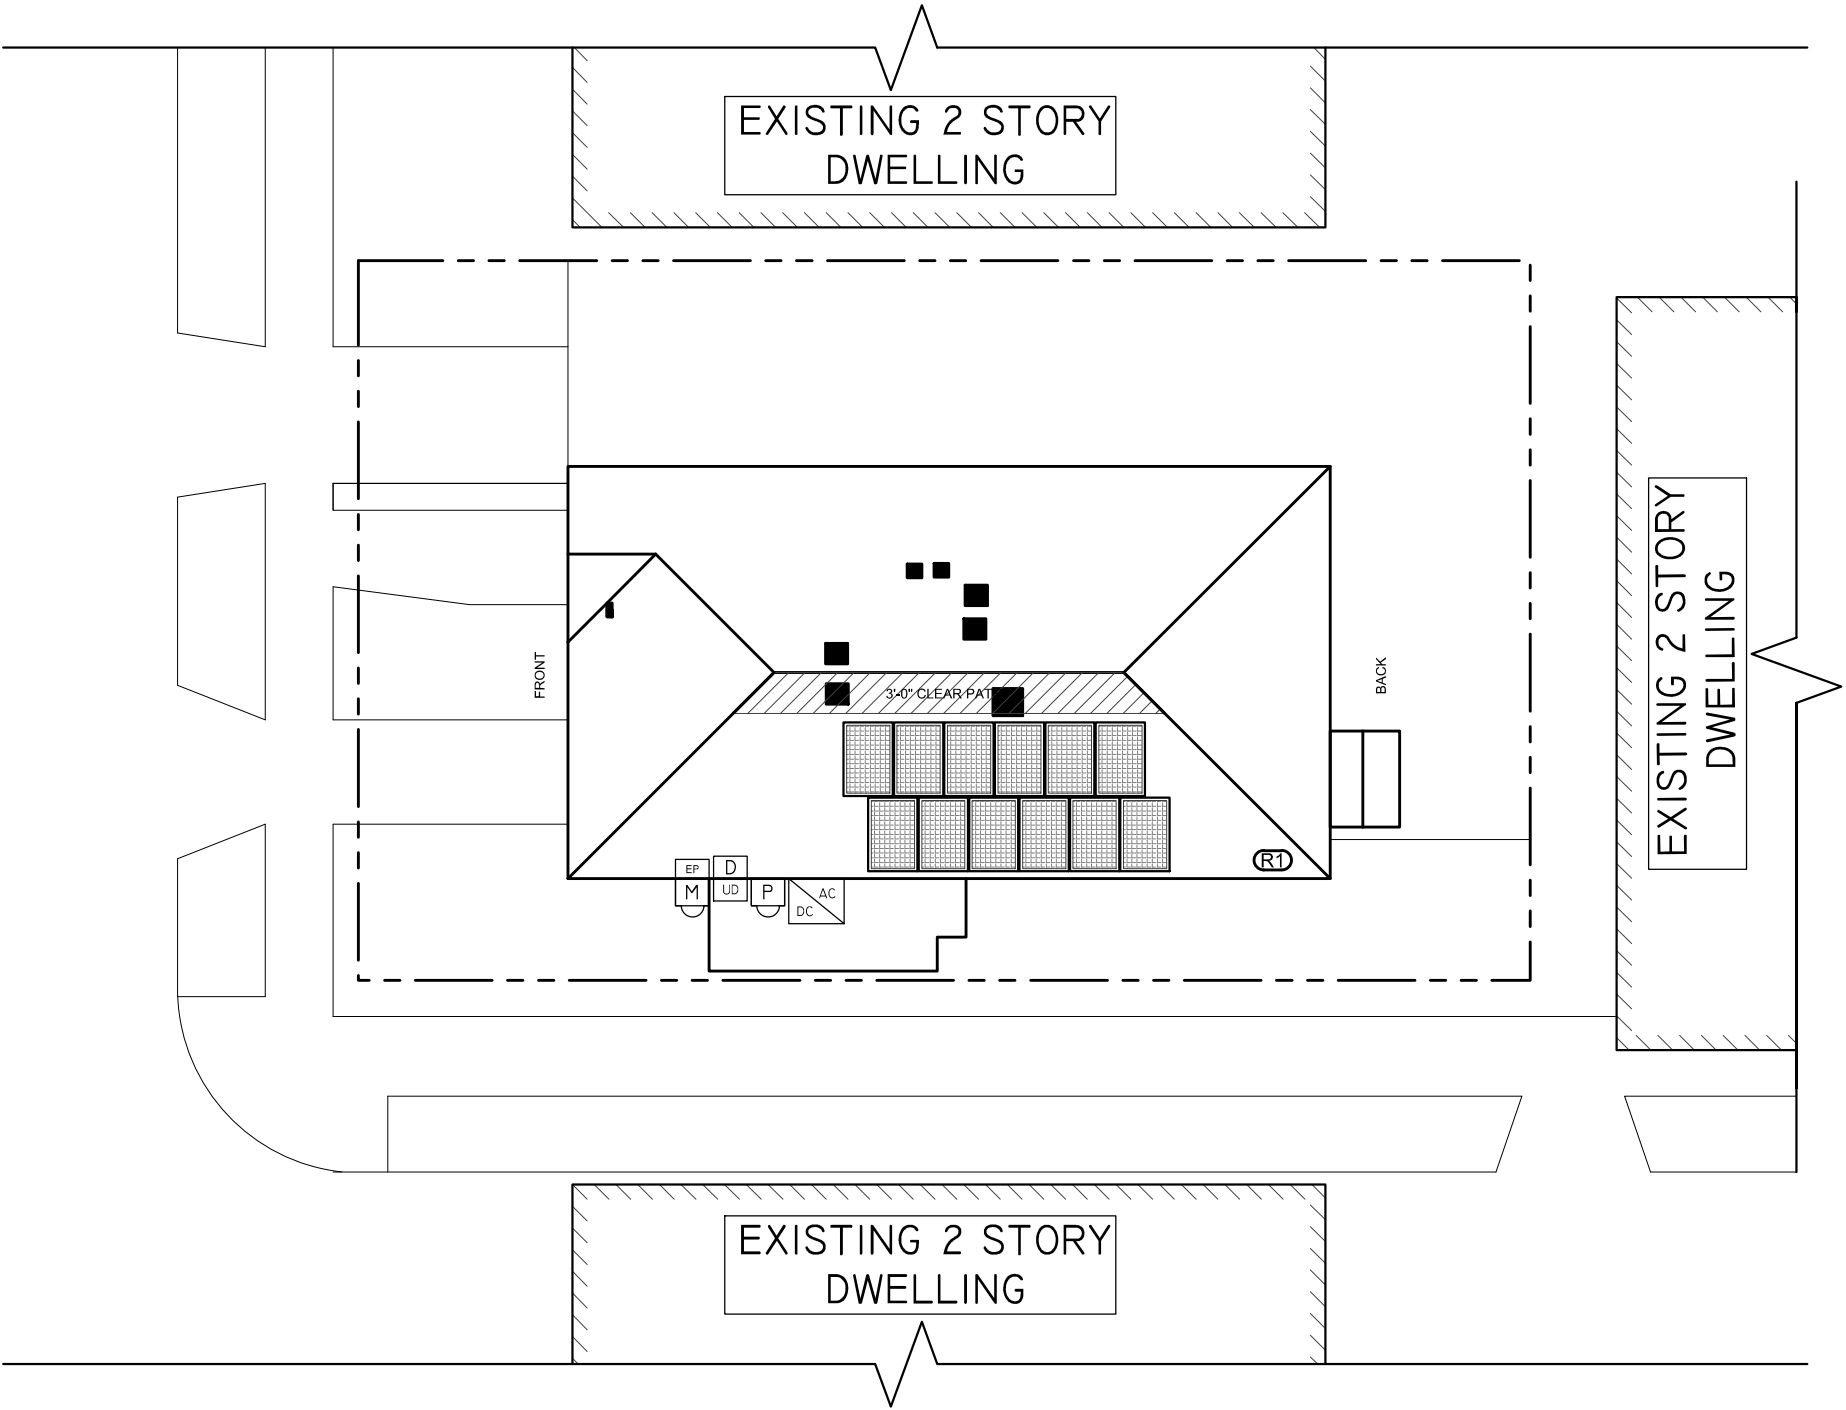 EXISTING 2 STORY
DWELLING
EXISTING 2 STORY
DWELLING
FRONT
BACK
3'-0" CLEAR PAT
R1
EP
D
M
UD
P
AC
DC
EXISTING 2 STORY
DWELLING